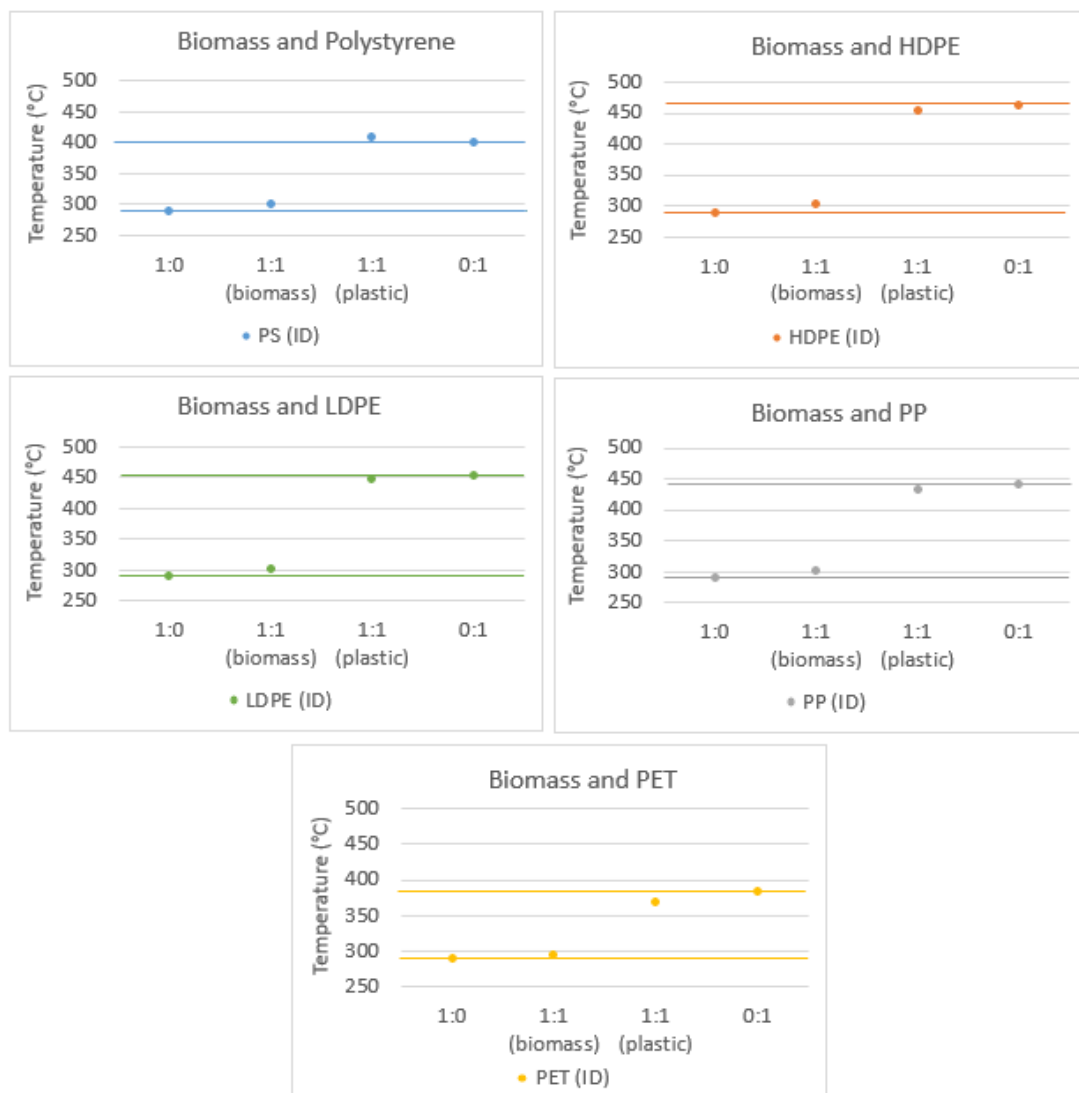 Biomass and Polystyrene
Temperature (°C)
500
450
400
350
300
250
1:0
1:1
1:1
0:1
(biomass)
(plastic)
PS (ID)
Biomass and HDPE
Temperature (°C)
500
450
400
350
300
250
1:0
1:1
1:1
0:1
(biomass)
(plastic)
HDPE (ID)
Biomass and LDPE
Temperature (°C)
500
450
400
350
300
250
1:0
1:1
1:1
0:1
(biomass)
(plastic)
LDPE (ID)
Biomass and PP
Temperature (°C)
500
450
400
350
300
250
1:0
1:1
1:1
0:1
(biomass)
(plastic)
PP (ID)
Biomass and PET
Temperature (°C)
500
450
400
350
300
250
1:0
1:1
1:1
0:1
(biomass)
(plastic)
PET (ID)